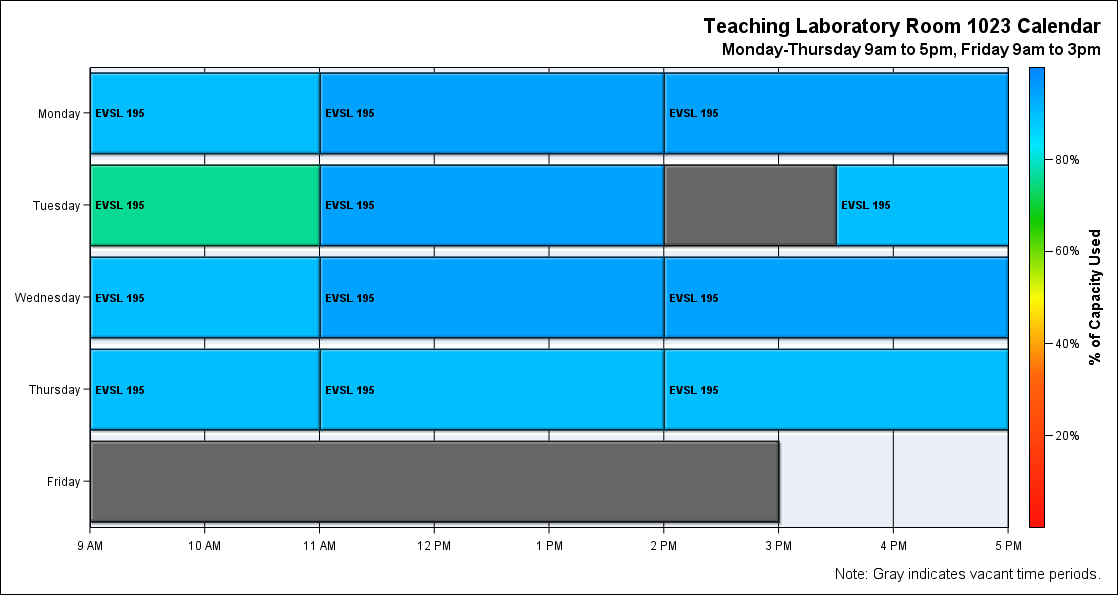 Teaching Laboratory Room 1023 Calendar
Monday-Thursday 9am to 5pm, Friday 9am to 3pm
Monday
EVSL 195
EVSL 195
EVSL 195
Tuesday
EVSL 195
EVSL 195
EVSL 195
Wednesday
EVSL 195
EVSL 195
EVSL 195
Thursday
EVSL 195
EVSL 195
EVSL 195
Friday
9 AM
10 AM
11 AM
12 PM
1 PM
2 PM
3 PM
4 PM
5 PM
80%
60%
40%
20%
% of Capacity Used
Note: Gray indicates vacant time periods.